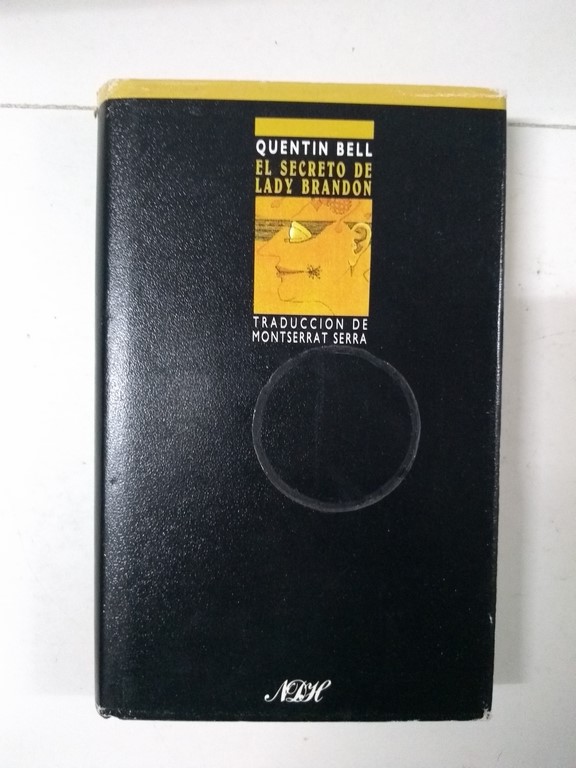 QUENTIN BELL
EL SECRETO DE
LADY BRANDON
TRADUCCION DE
MONTSERRAT SERRA
NDH